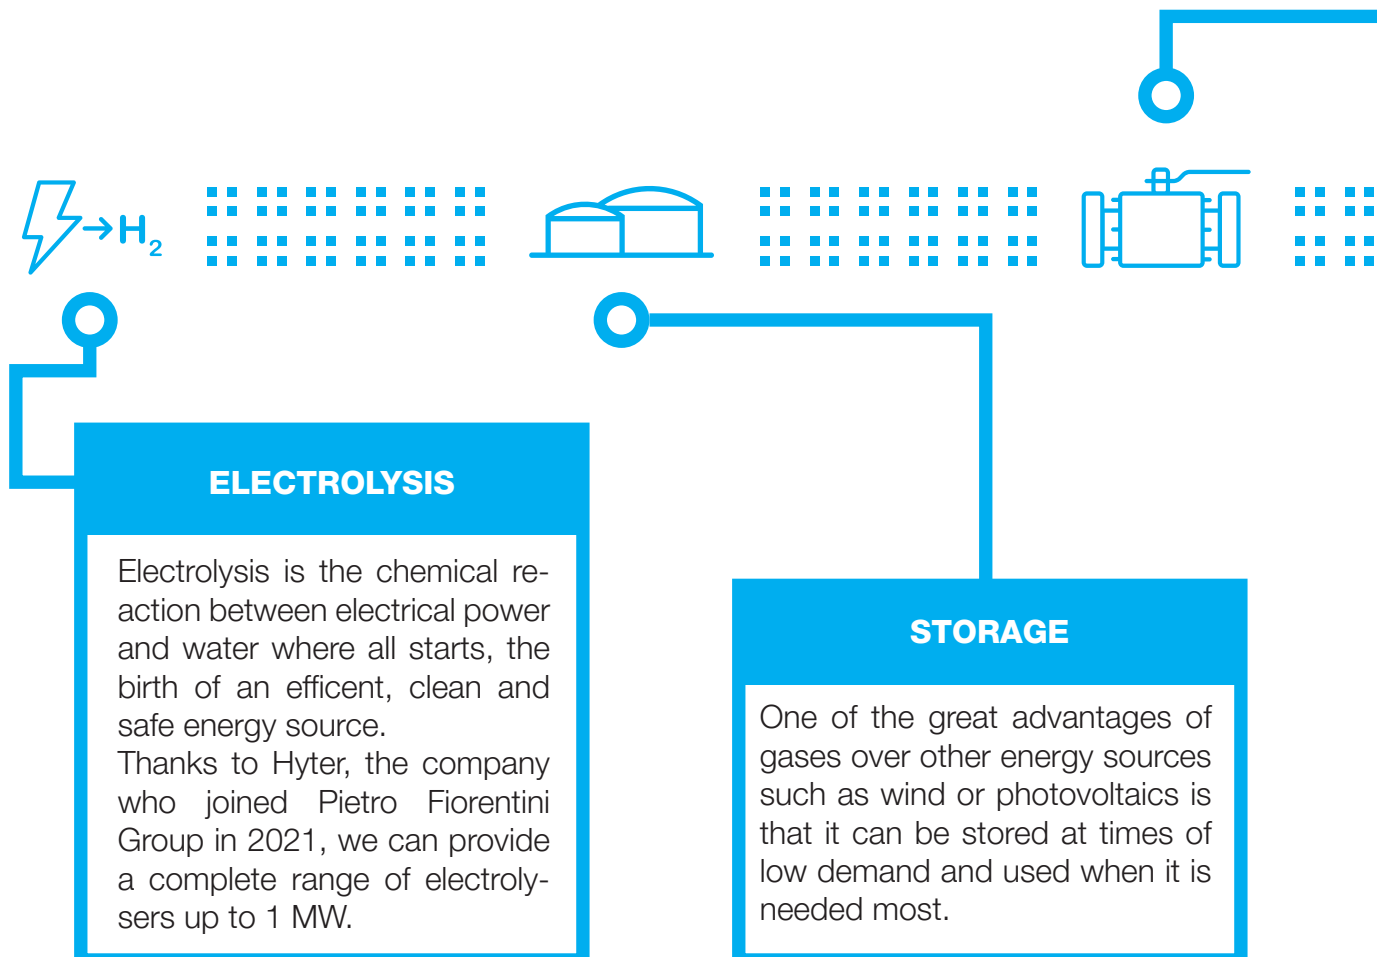 H2
ELECTROLYSIS
Electrolysis is the chemical re-
action between electrical power
and water where all starts, the
birth of an efficent, clean and
safe energy source.
Thanks to Hyter, the company
who joined Pietro Fiorentini
Group in 2021, we can provide
a complete range of electroly-
sers up to 1 MW.
STORAGE
One of the great advantages of
gases over other energy sources
such as wind or photovoltaics is
that it can be stored at times of
low demand and used when it is
needed most.